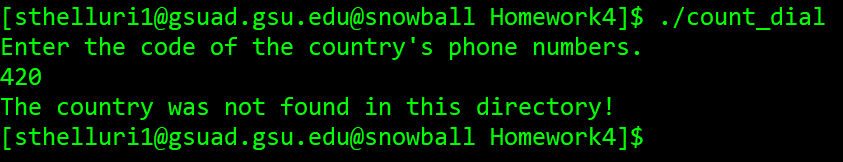 [sthelluri1@gsuad.gsu.edu@snowball Homework4]$ ./count_dial
Enter the code of the country's phone numbers.
420
The country was not found in this directory!
[sthelluri1@gsuad.gsu.edu@snowball Homework4]$